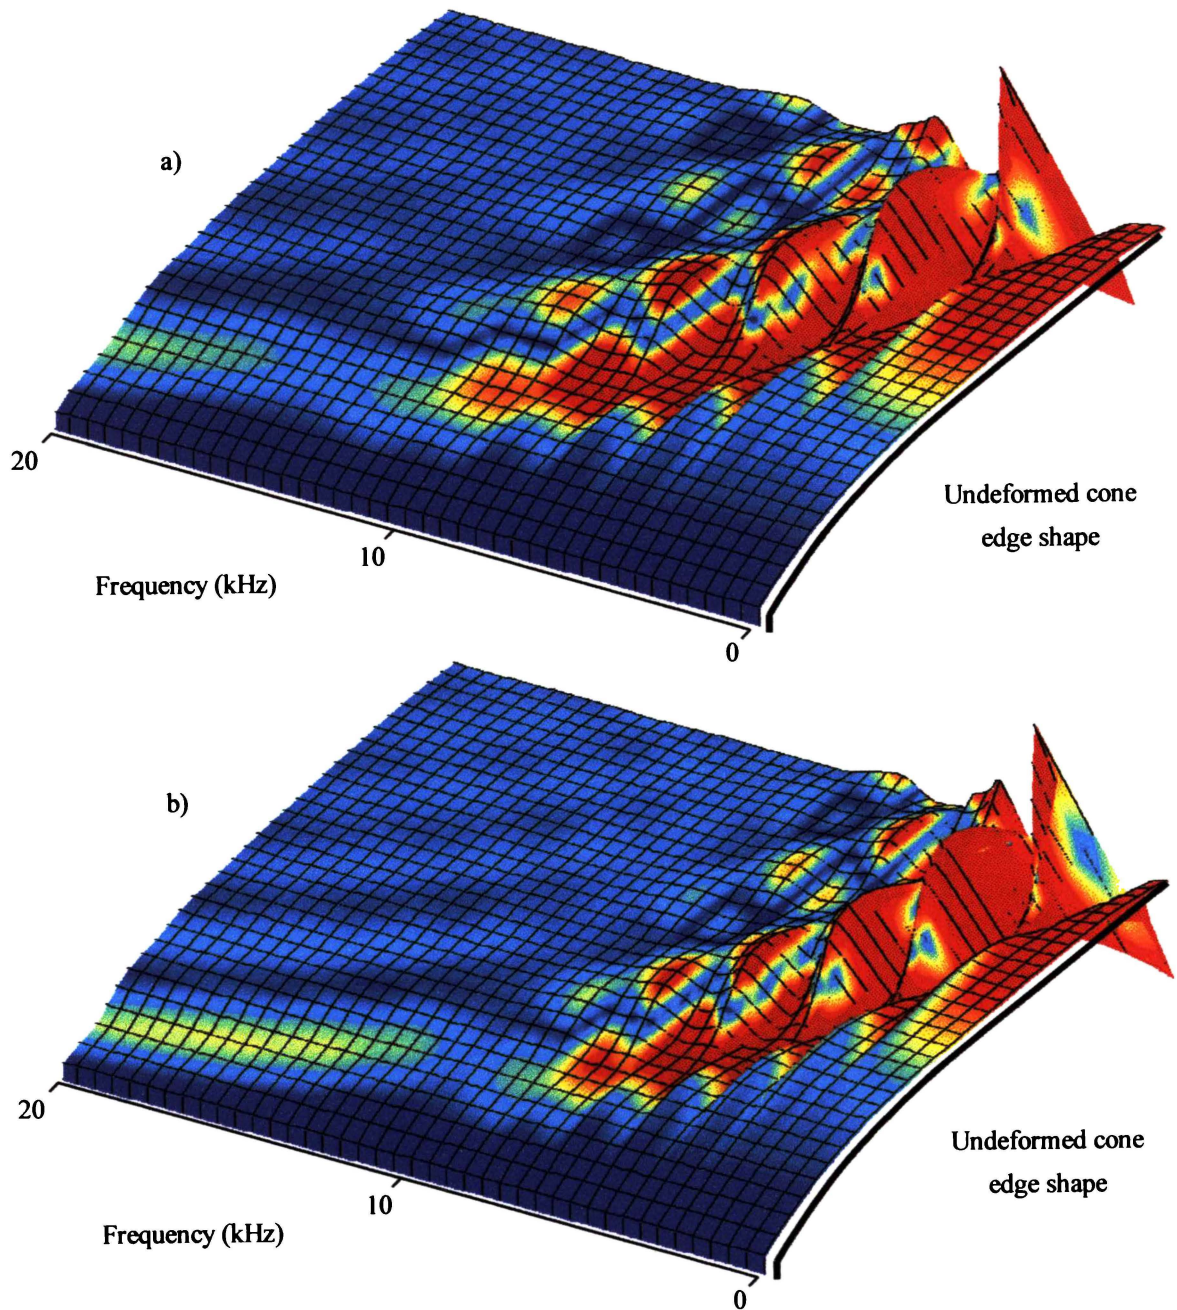 a)
20
10
0
Frequency (kHz)
Undeformed cone
edge shape
b)
20
10
0
Frequency (kHz)
Undeformed cone
edge shape